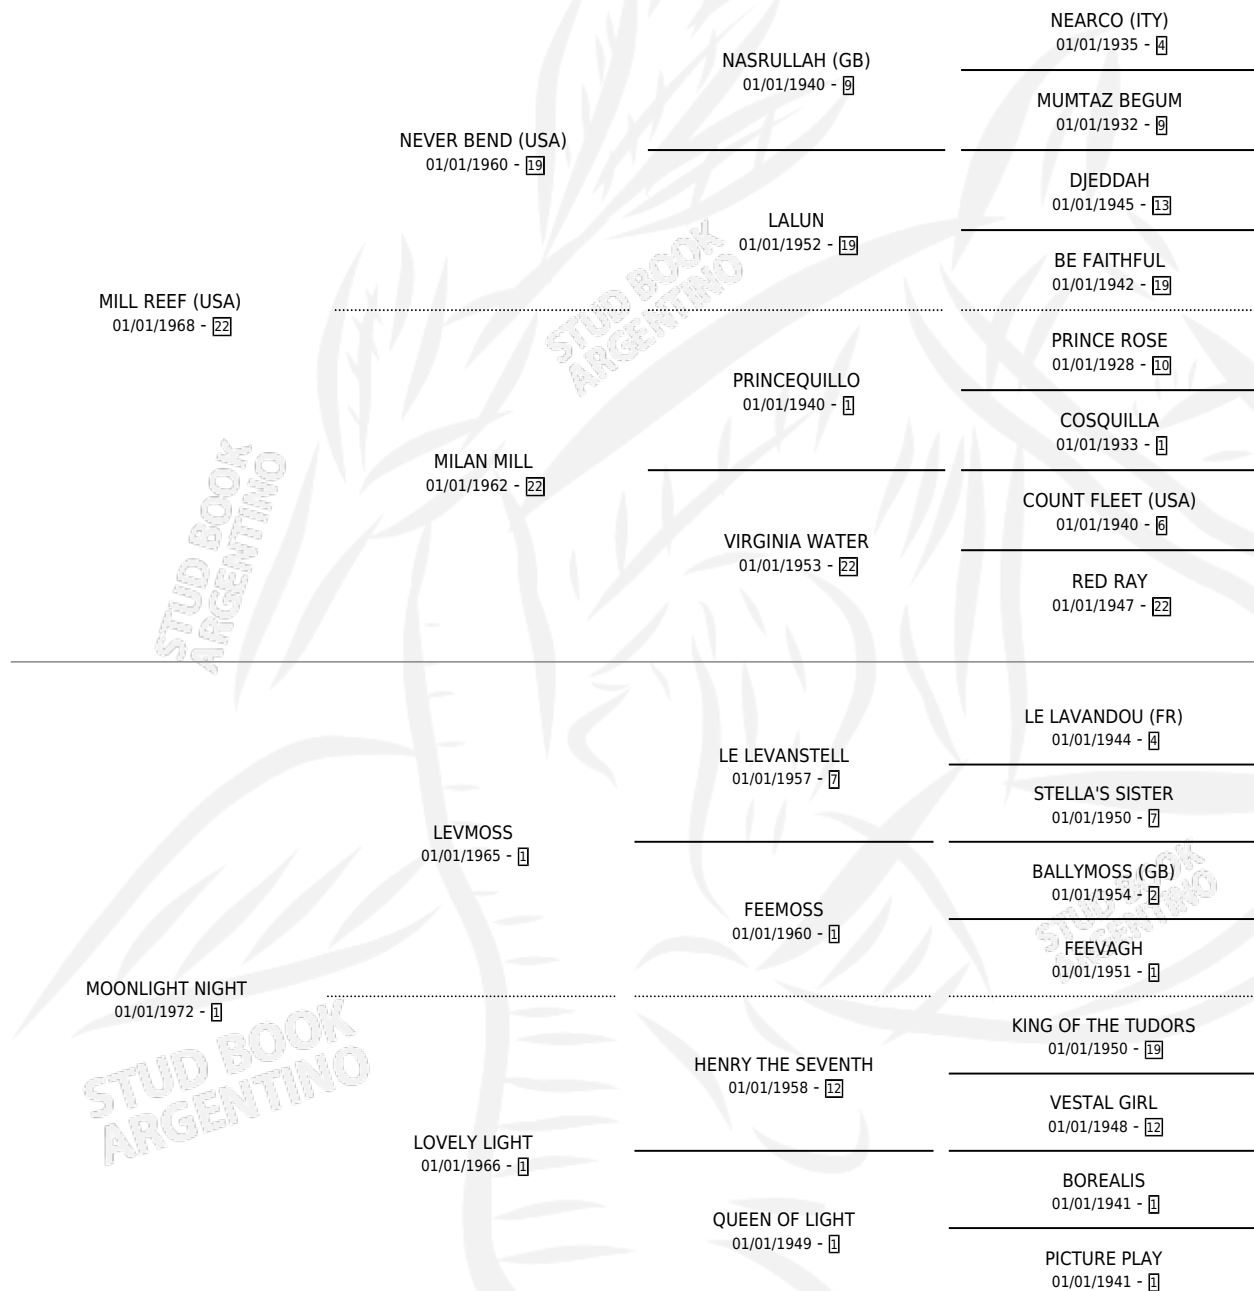 NEARCO (ITY)
01/01/1935 - 4
NASRULLAH (GB)
01/01/1940 - 9
MUMTAZ BEGUM
01/01/1932 - 9
NEVER BEND (USA)
01/01/1960 - 19
DJEDDAH
01/01/1945 - 13
LALUN
01/01/1952 - 19
BE FAITHFUL
01/01/1942 - 19
MILL REEF (USA)
01/01/1968 - 22
PRINCE ROSE
01/01/1928 - 10
PRINCEQUILLO
01/01/1940 - 1
COSQUILLA
01/01/1933 - 1
MILAN MILL
01/01/1962 - 22
COUNT FLEET (USA)
01/01/1940 - 6
VIRGINIA WATER
01/01/1953 - 22
RED RAY
01/01/1947 - 22
LE LAVANDOU (FR)
01/01/1944 - 4
LE LEVANSTELL
01/01/1957 - 7
STELLA'S SISTER
01/01/1950 - 7
LEVMOSS
01/01/1965 - 1
BALLYMOSS (GB)
01/01/1954 - 2
FEEMOSS
01/01/1960 - 1
FEEVAGH
01/01/1951 - 1
MOONLIGHT NIGHT
01/01/1972 - 1
KING OF THE TUDORS
01/01/1950 - 19
HENRY THE SEVENTH
01/01/1958 - 12
VESTAL GIRL
01/01/1948 - 12
LOVELY LIGHT
01/01/1966 - 1
BOREALIS
01/01/1941 - 1
QUEEN OF LIGHT
01/01/1949 - 1
PICTURE PLAY
01/01/1941 - 1
STUD BOOK
ARGENTINO
STUD BOOK
ARGENTINO
STUD BOOK
ARGENTINO
STUD BOOK
ARGENTINO